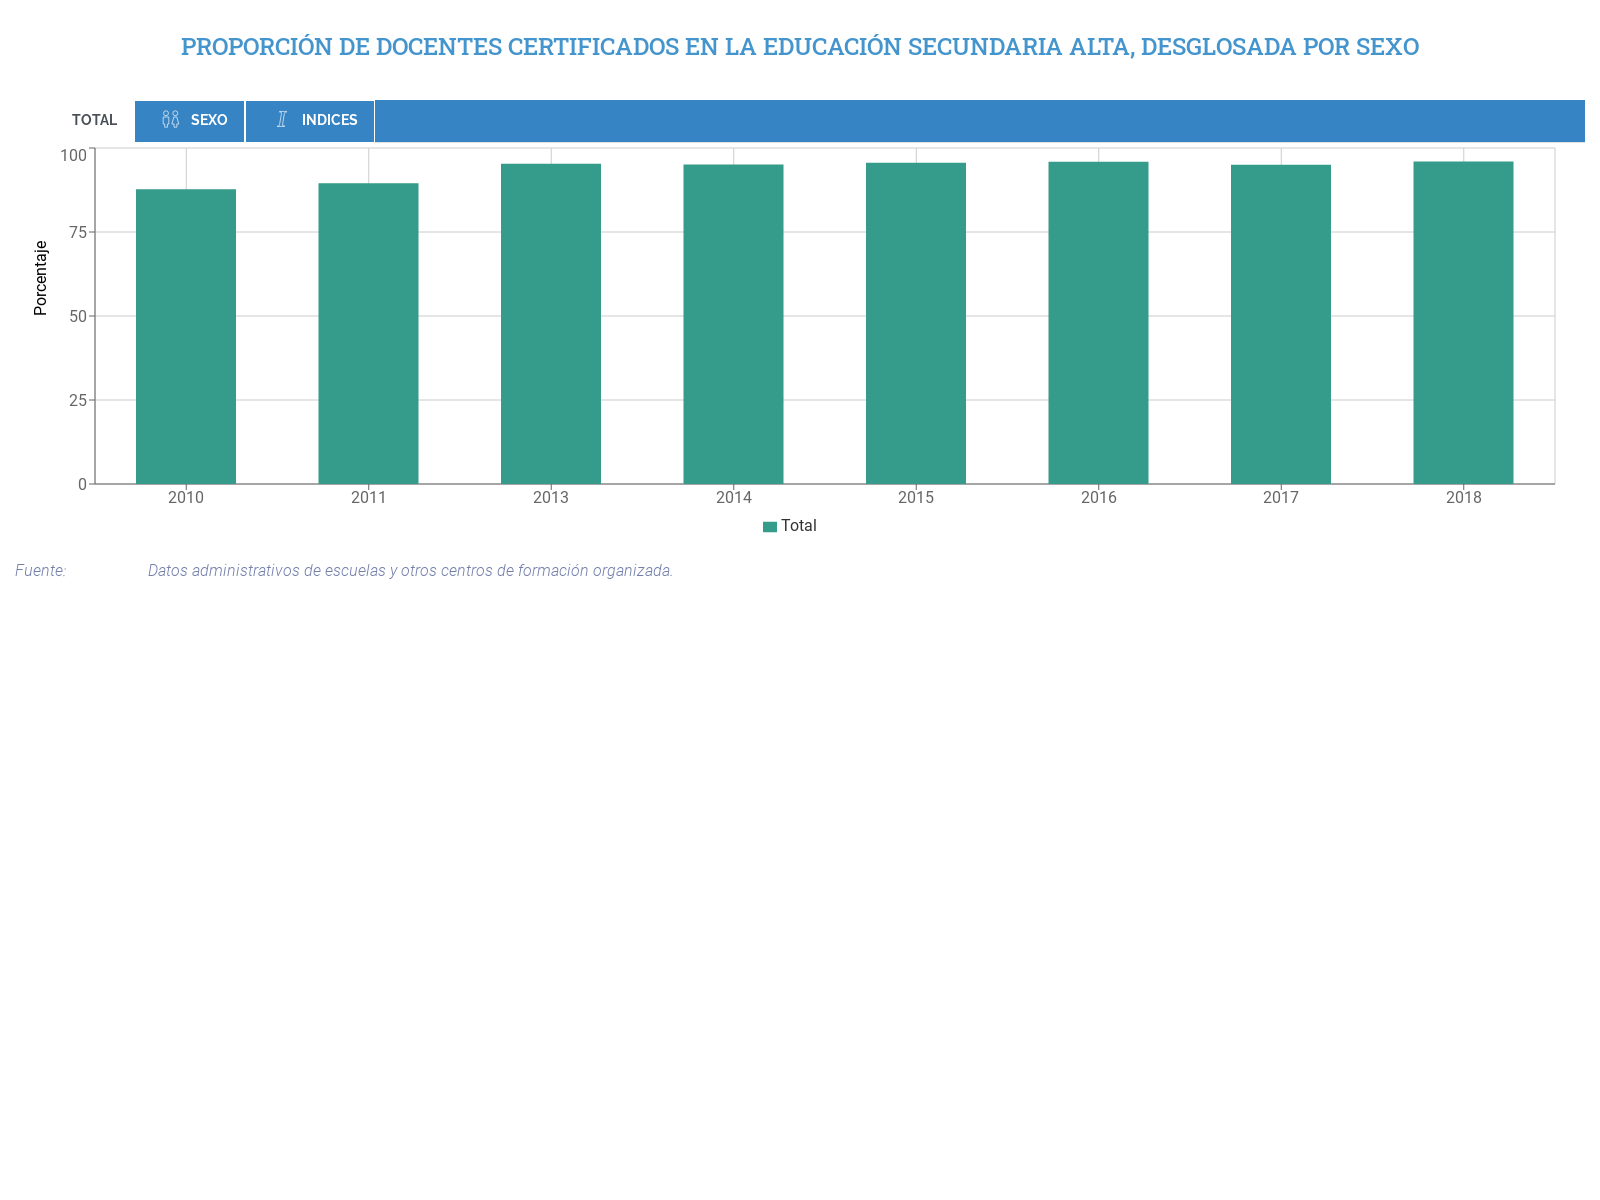 PROPORCIÓN DE DOCENTES CERTIFICADOS EN LA EDUCACIÓN SECUNDARIA ALTA, DESGLOSADA POR SEXO
TOTAL SEXO INDICES
Porcentaje
100
75
50
25
0
2010 2011 2013 2014 2015 2016 2017 2018
Total
Fuente: Datos administrativos de escuelas y otros centros de formación organizada.